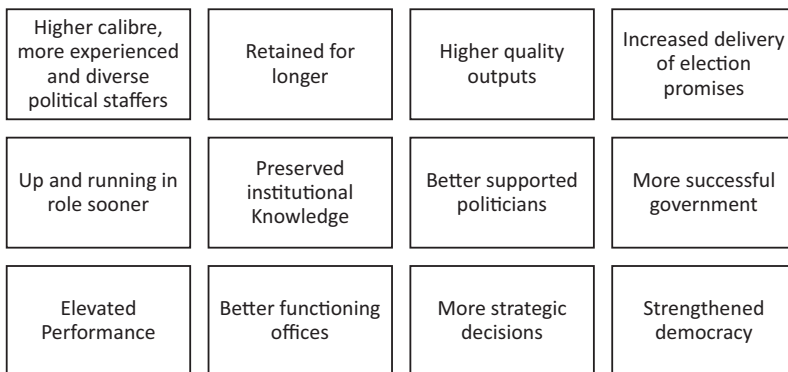 Higher calibre,
more experienced
and diverse
political staffers
Retained for
longer
Higher quality
outputs
Increased delivery
of election
promises
Up and running in
role sooner
Preserved
institutional
Knowledge
Better supported
politicians
More successful
government
Elevated
Performance
Better functioning
offices
More strategic
decisions
Strengthened
democracy